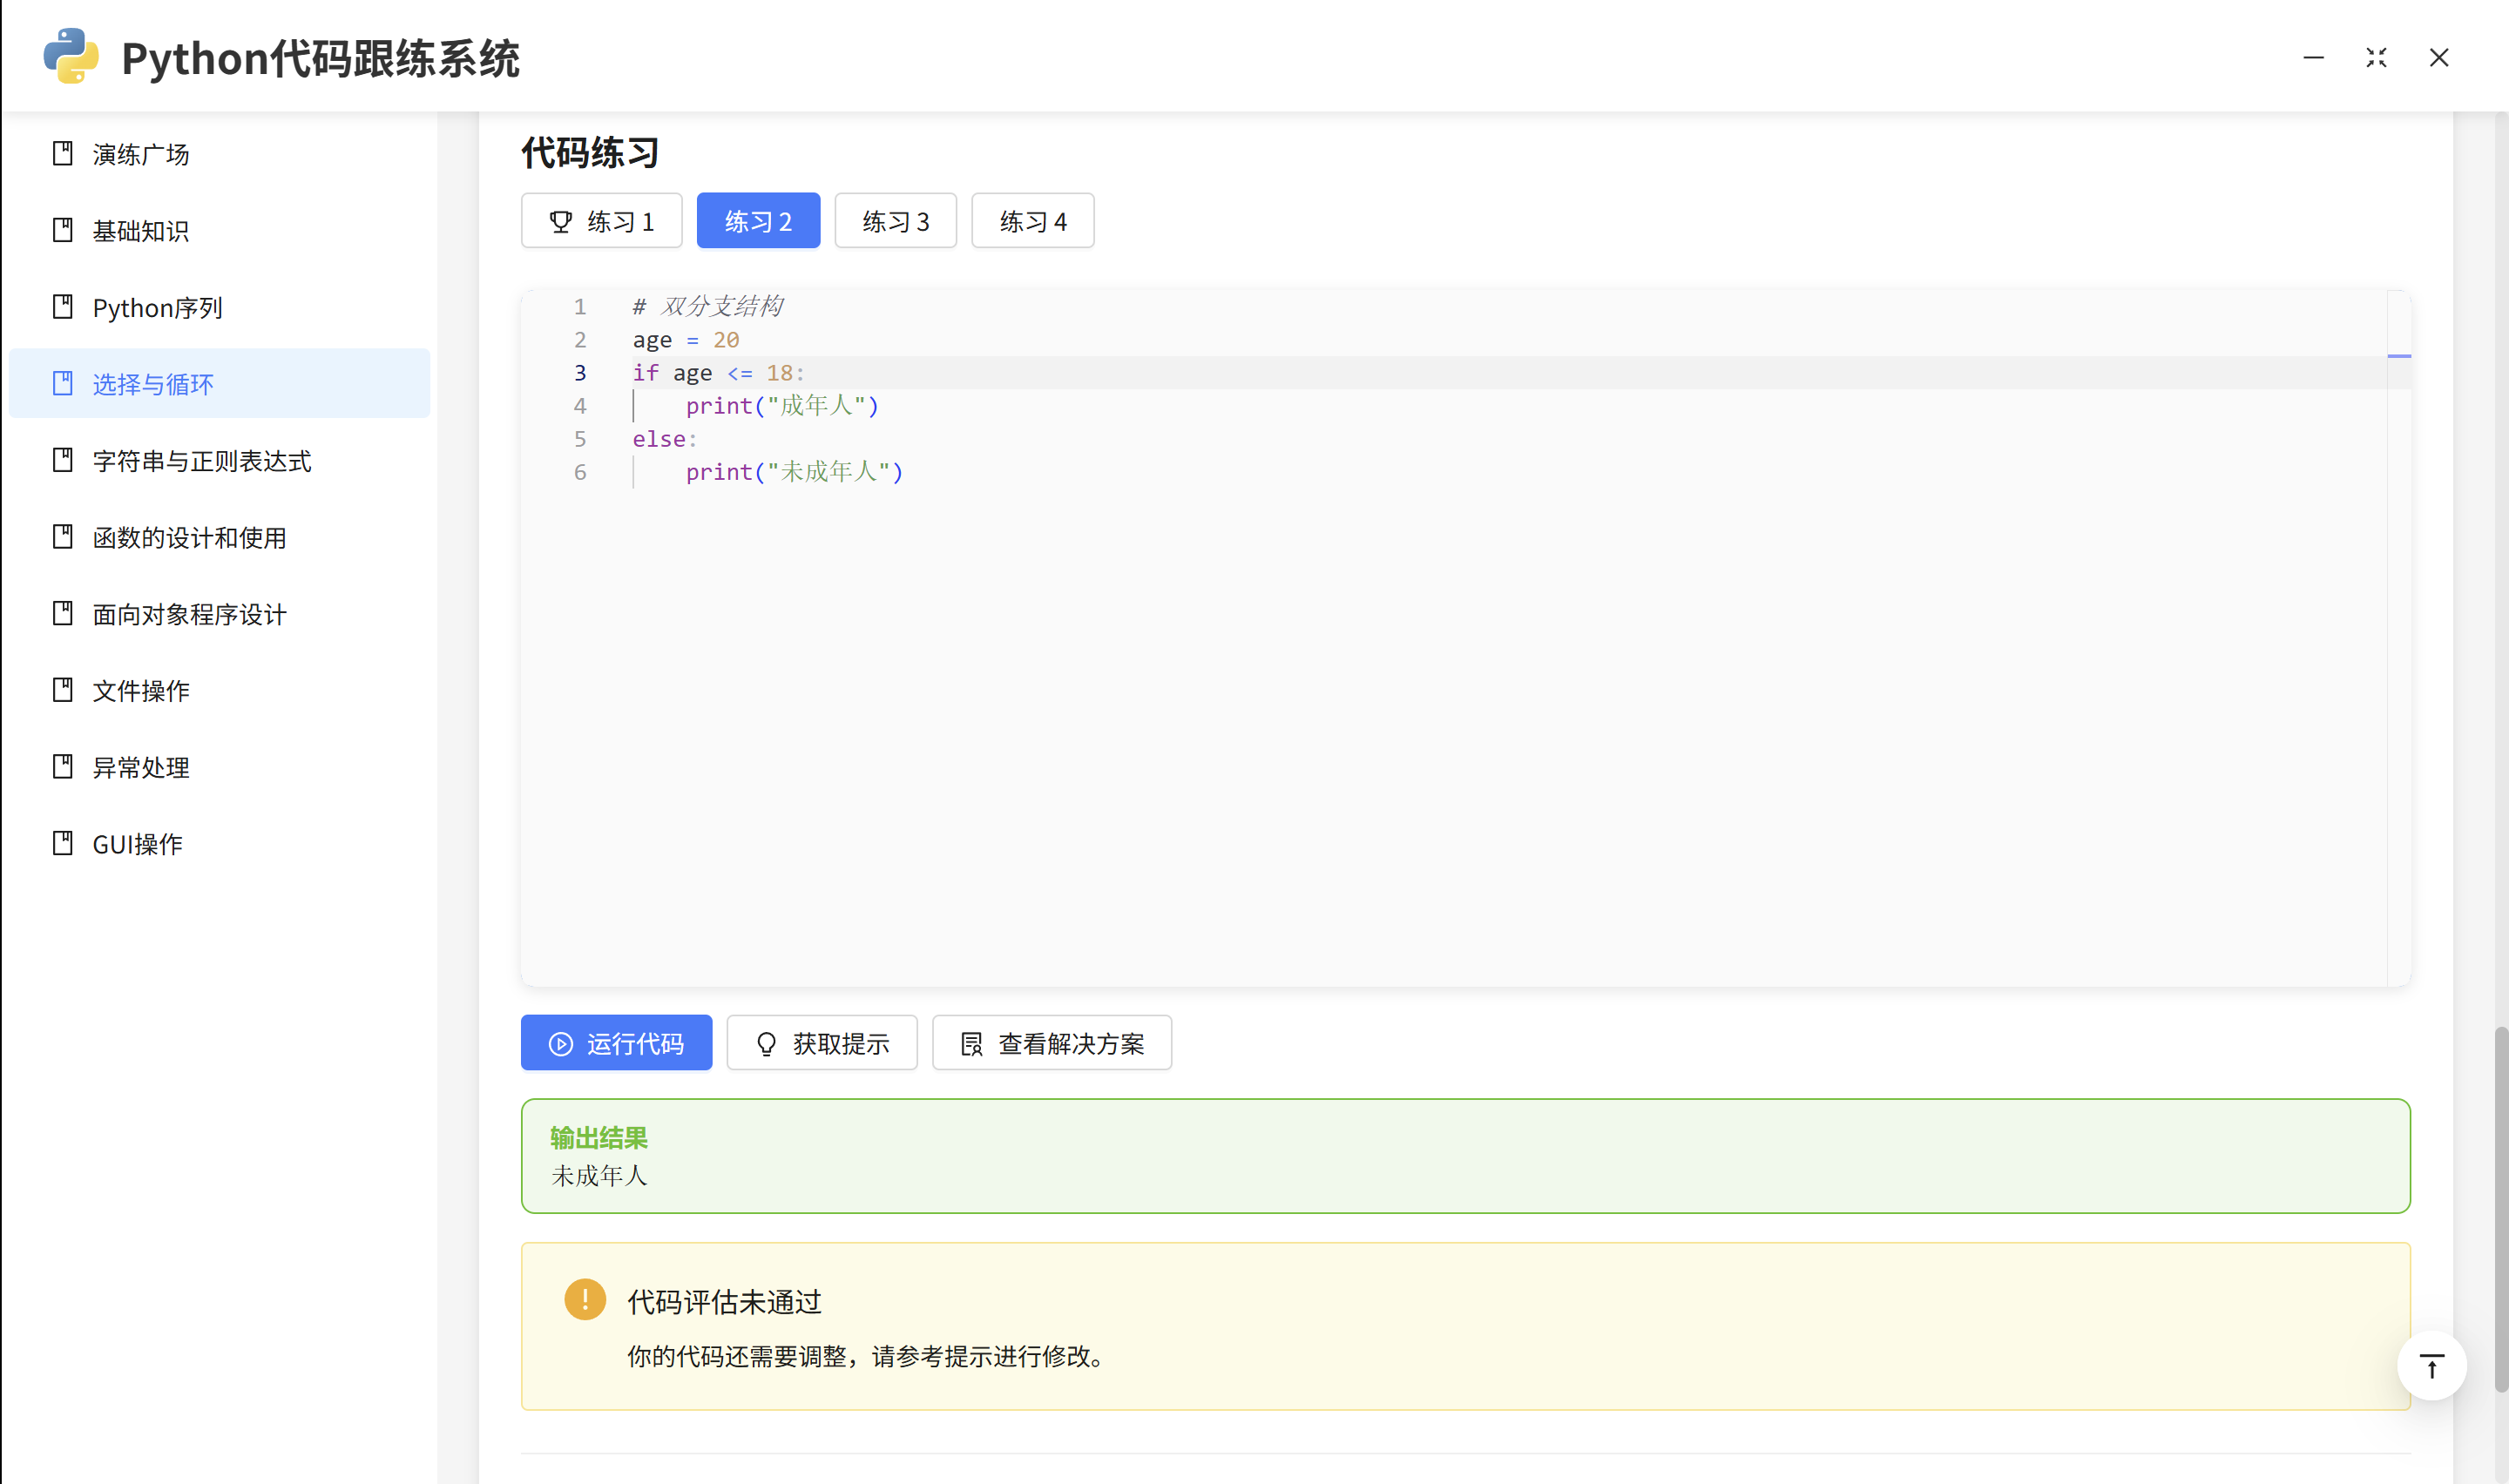 Python代码跟练系统
演练广场
基础知识
Python序列
选择与循环
字符串与正则表达式
函数的设计和使用
面向对象程序设计
文件操作
异常处理
GUI操作
代码练习
练习 1
练习 2
练习 3
练习 4
1 # 双分支结构
2 age = 20
3 if age <= 18:
4     print("成年人")
5 else:
6     print("未成年人")
运行代码
获取提示
查看解决方案
输出结果
未成年人
代码评估未通过
你的代码还需要调整，请参考提示进行修改。